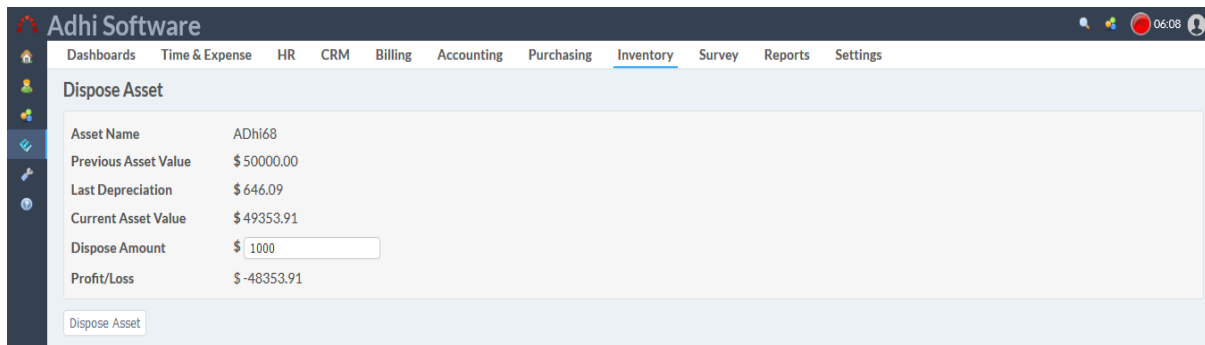 Adhi Software 06:08
Dashboards Time & Expense HR CRM Billing Accounting Purchasing Inventory Survey Reports Settings
Dispose Asset
Asset Name ADhi68
Previous Asset Value $ 50000.00
Last Depreciation $ 646.09
Current Asset Value $ 49353.91
Dispose Amount $ 1000
Profit/Loss $ -48353.91
Dispose Asset